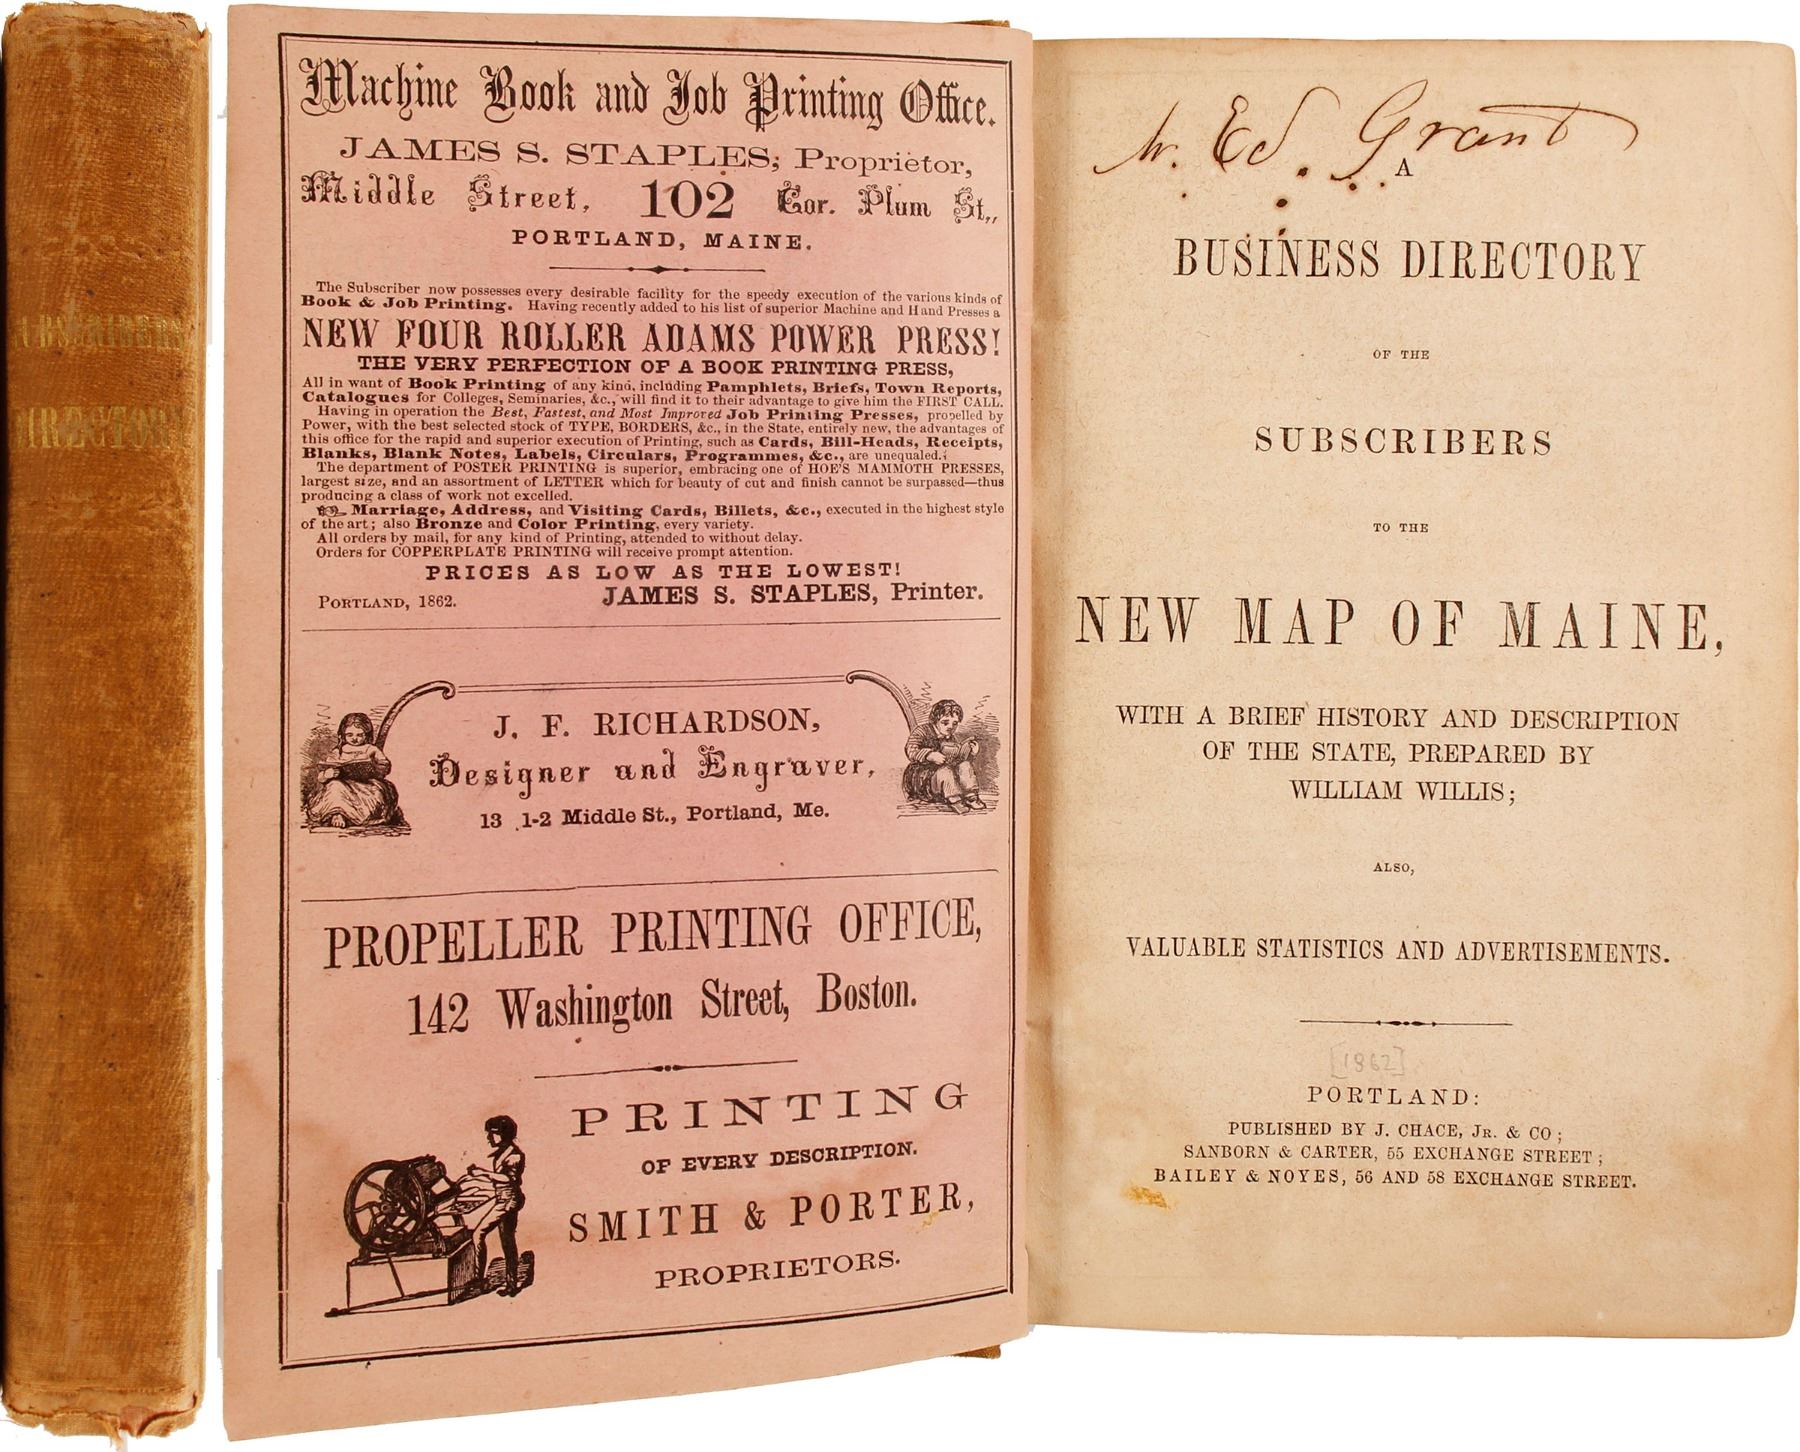 SUBSCRIBERS
DIRECTORY
Machine Book and Job Printing Office.
JAMES S. STAPLES, Proprietor,
Middle Street, 102 Cor. Plum St.,
PORTLAND, MAINE.
The Subscriber now possesses every desirable facility for the speedy execution of the various kinds of
Book & Job Printing. Having recently added to his list of superior Machine and Hand Presses a
NEW FOUR ROLLER ADAMS POWER PRESS!
THE VERY PERFECTION OF A BOOK PRINTING PRESS,
All in want of Book Printing of any kind, including Pamphlets, Briefs, Town Reports,
Catalogues for Colleges, Seminaries, &c., will find it to their advantage to give him the FIRST CALL.
Having in operation the Best, Fastest, and Most Improved Job Printing Presses, propelled by
Power, with the best selected stock of TYPE, BORDERS, &c., in the State, entirely new, the advantages of
this office for the rapid and superior execution of Printing, such as Cards, Bill-Heads, Receipts,
Blanks, Blank Notes, Labels, Circulars, Programmes, &c., are unequaled.
The department of POSTER PRINTING is superior, embracing one of HOE'S MAMMOTH PRESSES,
largest size, and an assortment of LETTER which for beauty of cut and finish cannot be surpassed—thus
producing a class of work not excelled.
Marriage, Address, and Visiting Cards, Billets, &c., executed in the highest style
of the art; also Bronze and Color Printing, every variety.
All orders by mail, for any kind of Printing, attended to without delay.
Orders for COPPERPLATE PRINTING will receive prompt attention.
PRICES AS LOW AS THE LOWEST!
PORTLAND, 1862. JAMES S. STAPLES, Printer.
J. F. RICHARDSON,
Designer and Engraver,
13 1-2 Middle St., Portland, Me.
PROPELLER PRINTING OFFICE,
142 Washington Street, Boston.
PRINTING
OF EVERY DESCRIPTION.
SMITH & PORTER,
PROPRIETORS.
W. Ed. Grant
A
BUSINESS DIRECTORY
OF THE
SUBSCRIBERS
TO THE
NEW MAP OF MAINE,
WITH A BRIEF HISTORY AND DESCRIPTION
OF THE STATE, PREPARED BY
WILLIAM WILLIS;
ALSO,
VALUABLE STATISTICS AND ADVERTISEMENTS.
[1862]
PORTLAND:
PUBLISHED BY J. CHACE, JR. & CO;
SANBORN & CARTER, 55 EXCHANGE STREET;
BAILEY & NOYES, 56 AND 58 EXCHANGE STREET.